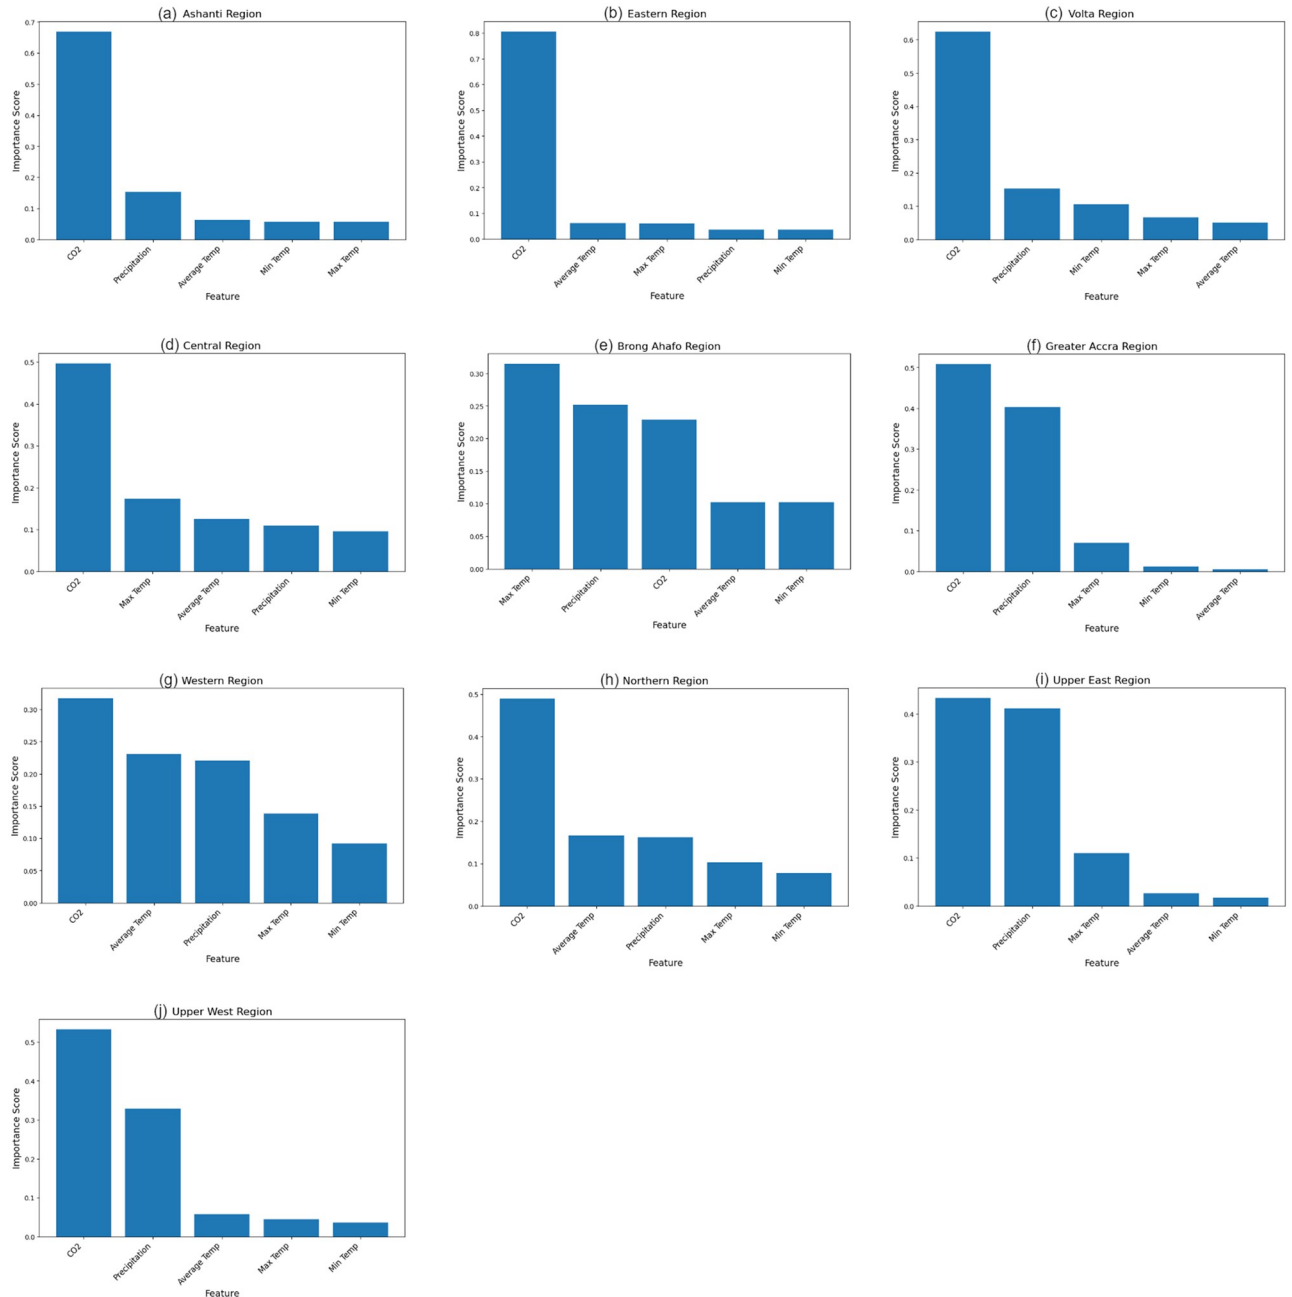 (a) Ashanti Region
Importance Score
0.7
0.6
0.5
0.4
0.3
0.2
0.1
0.0
CO2
Precipitation
Average Temp
Min Temp
Max Temp
Feature
(b) Eastern Region
Importance Score
0.8
0.7
0.6
0.5
0.4
0.3
0.2
0.1
0.0
CO2
Average Temp
Max Temp
Precipitation
Min Temp
Feature
(c) Volta Region
Importance Score
0.6
0.5
0.4
0.3
0.2
0.1
0.0
CO2
Precipitation
Min Temp
Max Temp
Average Temp
Feature
(d) Central Region
Importance Score
0.5
0.4
0.3
0.2
0.1
0.0
CO2
Max Temp
Average Temp
Precipitation
Min Temp
Feature
(e) Brong Ahafo Region
Importance Score
0.30
0.25
0.20
0.15
0.10
0.05
0.00
Max Temp
Precipitation
CO2
Average Temp
Min Temp
Feature
(f) Greater Accra Region
Importance Score
0.5
0.4
0.3
0.2
0.1
0.0
CO2
Precipitation
Max Temp
Min Temp
Average Temp
Feature
(g) Western Region
Importance Score
0.30
0.25
0.20
0.15
0.10
0.05
0.00
CO2
Average Temp
Precipitation
Max Temp
Min Temp
Feature
(h) Northern Region
Importance Score
0.5
0.4
0.3
0.2
0.1
0.0
CO2
Average Temp
Precipitation
Max Temp
Min Temp
Feature
(i) Upper East Region
Importance Score
0.4
0.3
0.2
0.1
0.0
CO2
Precipitation
Max Temp
Average Temp
Min Temp
Feature
(j) Upper West Region
Importance Score
0.5
0.4
0.3
0.2
0.1
0.0
CO2
Precipitation
Average Temp
Max Temp
Min Temp
Feature